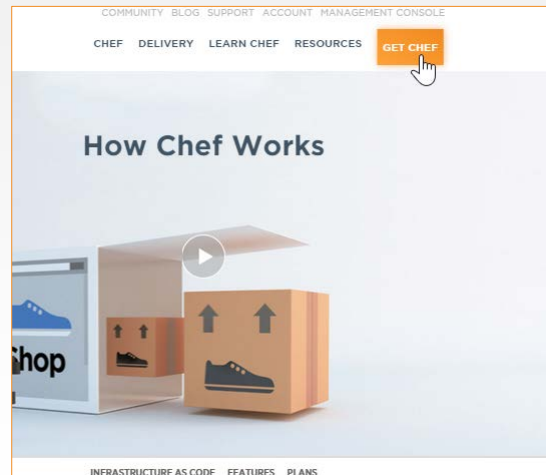 COMMUNITY BLOG SUPPORT ACCOUNT MANAGEMENT CONSOLE
CHEF DELIVERY LEARN CHEF RESOURCES GET CHEF
How Chef Works
Shop
INFRASTRUCTURE AS CODE FEATURES PLANS